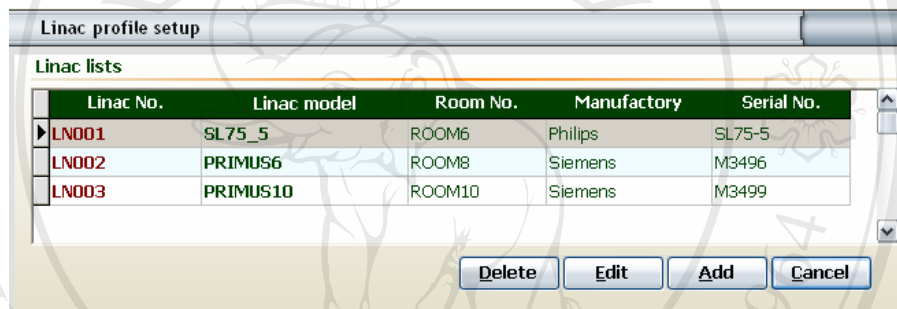 Linac profile setup
Linac lists
Linac No. Linac model Room No. Manufactory Serial No.
LN001 SL75_5 ROOM6 Philips SL75-5
LN002 PRIMUS6 ROOM8 Siemens M3496
LN003 PRIMUS10 ROOM10 Siemens M3499
Delete Edit Add Cancel